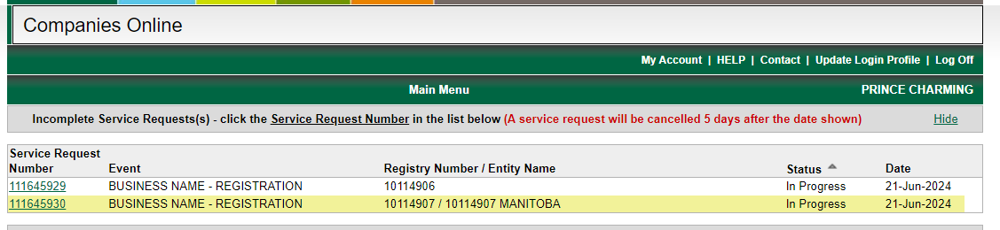 Companies Online
My Account | HELP | Contact | Update Login Profile | Log Off
Main Menu PRINCE CHARMING
Incomplete Service Requests(s) - click the Service Request Number in the list below (A service request will be cancelled 5 days after the date shown) Hide
Service Request
Number Event Registry Number / Entity Name Status Date
111645929 BUSINESS NAME - REGISTRATION 10114906 In Progress 21-Jun-2024
111645930 BUSINESS NAME - REGISTRATION 10114907 / 10114907 MANITOBA In Progress 21-Jun-2024